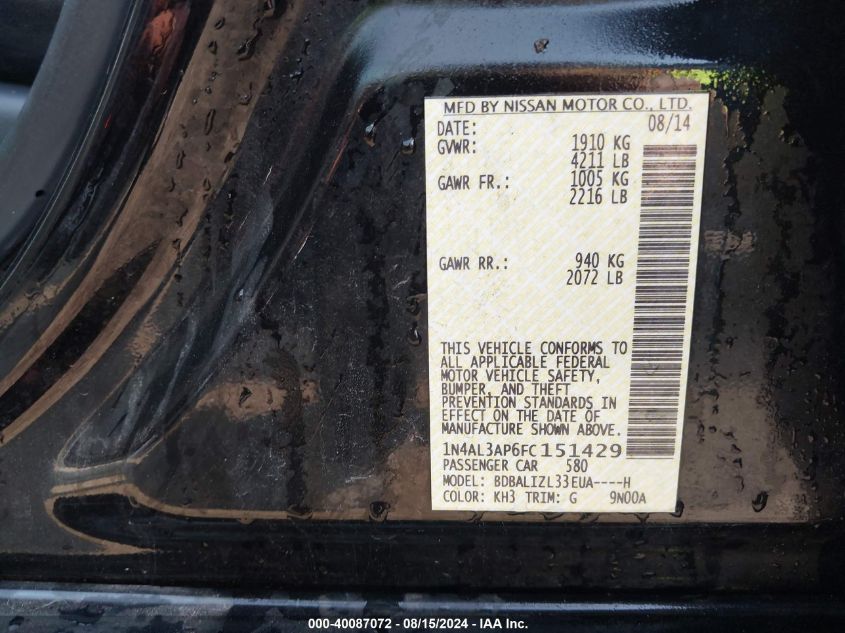 MFD BY NISSAN MOTOR CO., LTD.
DATE: 08/14
GVWR: 1910 KG
4211 LB
GAWR FR.: 1005 KG
2216 LB
GAWR RR.: 940 KG
2072 LB
THIS VEHICLE CONFORMS TO
ALL APPLICABLE FEDERAL
MOTOR VEHICLE SAFETY,
BUMPER, AND THEFT
PREVENTION STANDARDS IN
EFFECT ON THE DATE OF
MANUFACTURE SHOWN ABOVE.
1N4AL3AP6FC151429
PASSENGER CAR 580
MODEL: BDBALIZL33EUA----H
COLOR: KH3 TRIM: G 9N00A
000-40087072 - 08/15/2024 - IAA Inc.